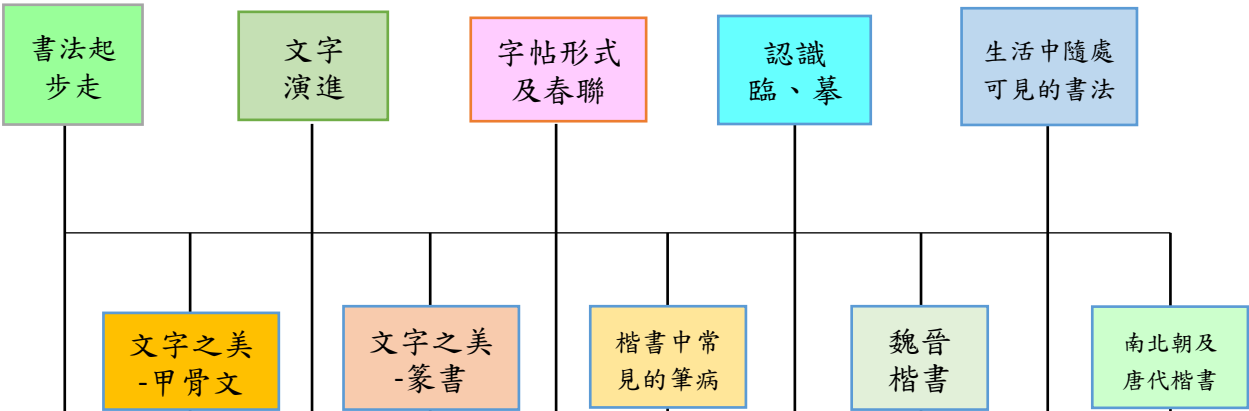 書法起
步走
文字
演進
字帖形式
及春聯
認識
臨、摹
生活中隨處
可見的書法
文字之美
-甲骨文
文字之美
-篆書
楷書中常
見的筆病
魏晉
楷書
南北朝及
唐代楷書